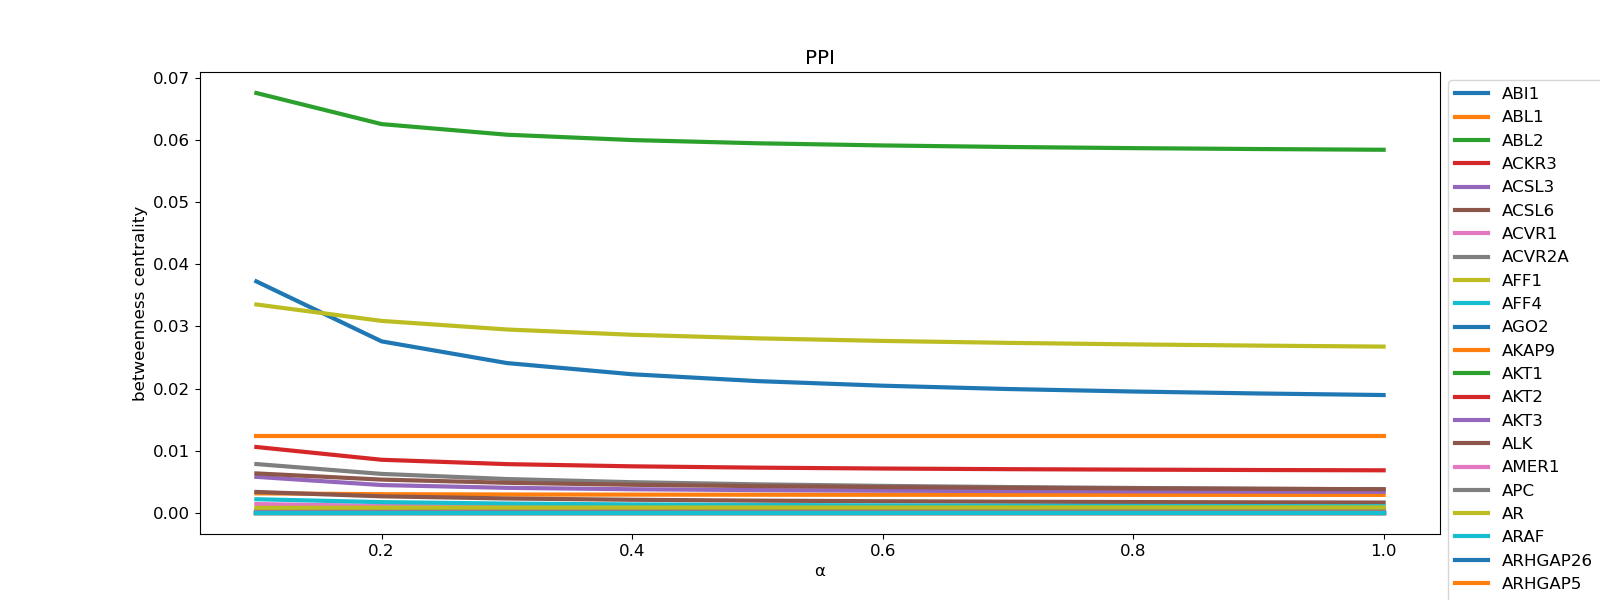 PPI
0.07
0.06
0.05
0.04
0.03
0.02
0.01
0.00
betweenness centrality
0.2
0.4
0.6
0.8
1.0
α
ABI1
ABL1
ABL2
ACKR3
ACSL3
ACSL6
ACVR1
ACVR2A
AFF1
AFF4
AGO2
AKAP9
AKT1
AKT2
AKT3
ALK
AMER1
APC
AR
ARAF
ARHGAP26
ARHGAP5